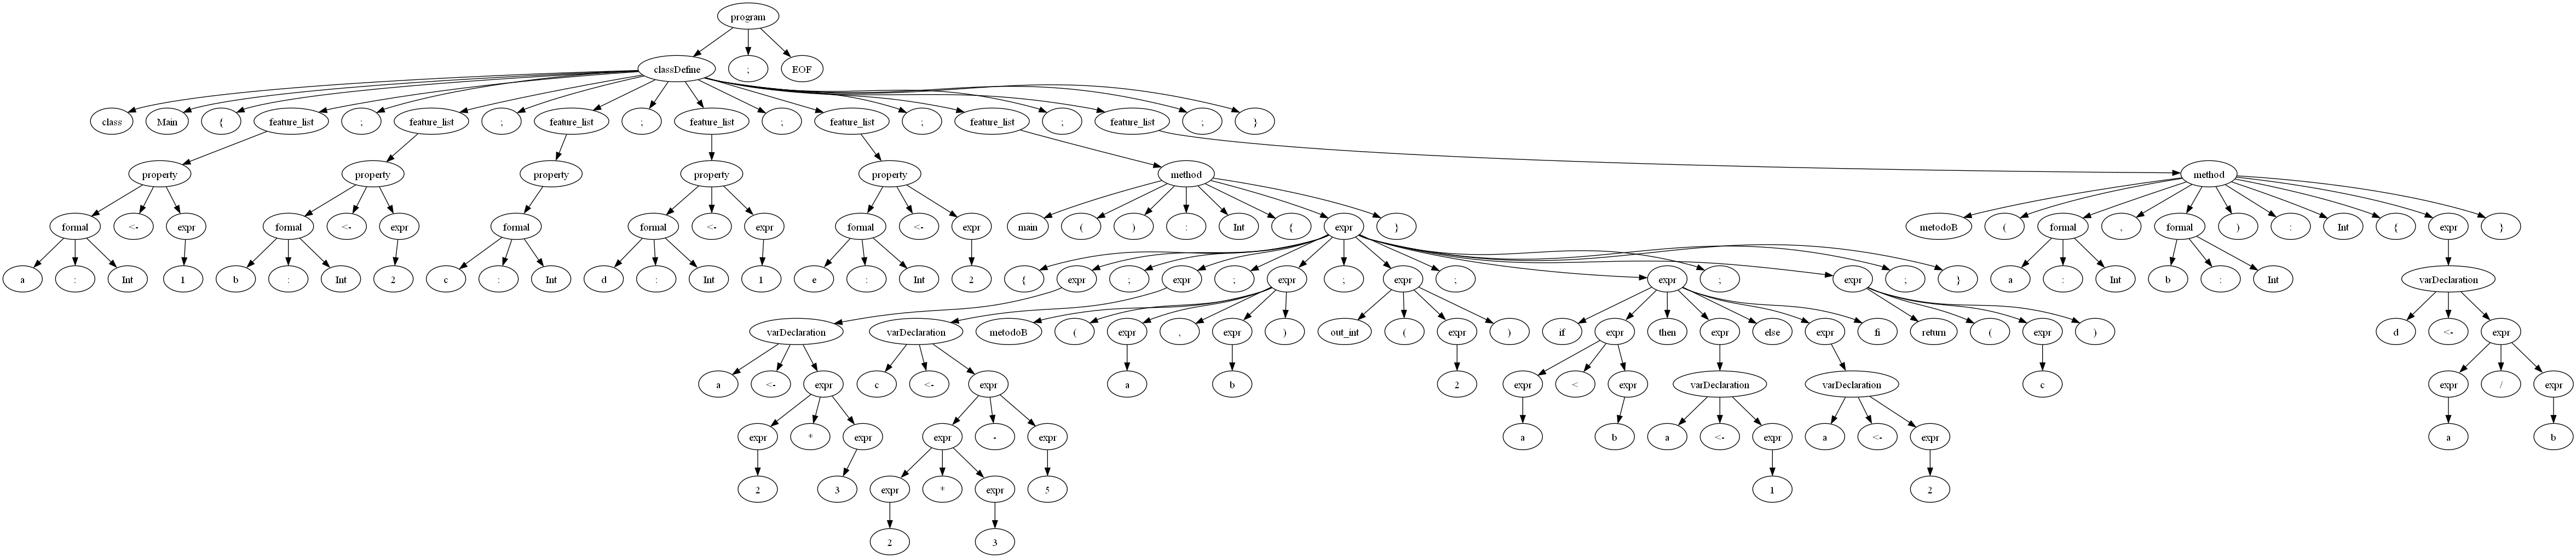 program
classDefine ; EOF
class Main { feature_list ; feature_list ; feature_list ; feature_list ; feature_list ; feature_list ; feature_list ; }
property property property property property method method
formal <- expr formal <- expr formal formal <- expr formal <- expr main ( ) : Int { expr } metodoB ( formal , formal ) : Int { expr }
a : Int 1 b : Int 2 c : Int d : Int 1 e : Int 2 { expr ; expr ; expr ; expr ; expr ; expr ; } a : Int b : Int varDeclaration
varDeclaration varDeclaration metodoB ( expr , expr ) out_int ( expr ) if expr then expr else expr fi return ( expr ) d <- expr
a <- expr c <- expr a b 2 expr < expr varDeclaration varDeclaration c expr / expr
expr * expr expr - expr a b a <- expr a <- expr a b
2 3 expr * expr 5 1 2
2 3